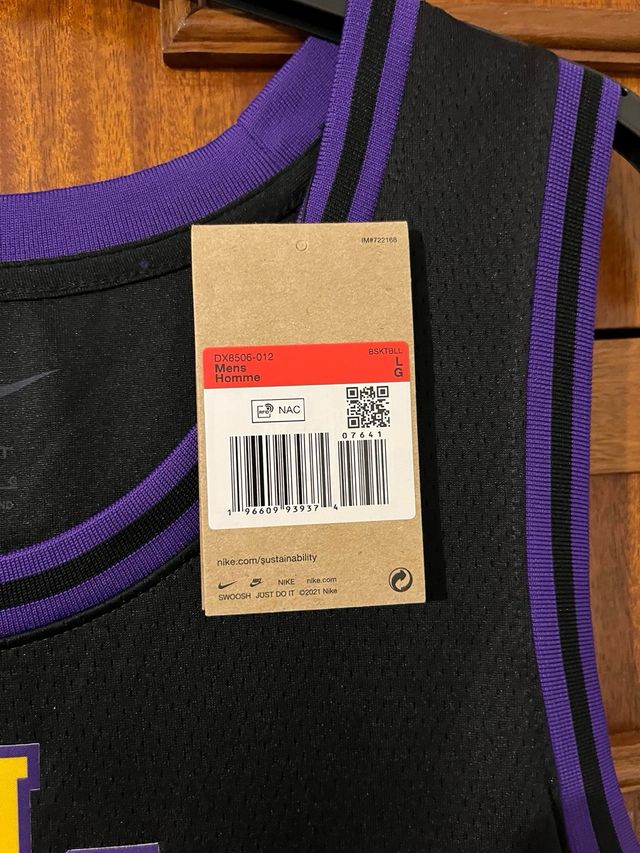 IM#722168
DX8506-012 BSKTBLL
Mens L
Homme G
NAC
07641
1 96609 93937 4
nike.com/sustainability
NIKE nike.com
SWOOSH JUST DO IT ©2021 Nike